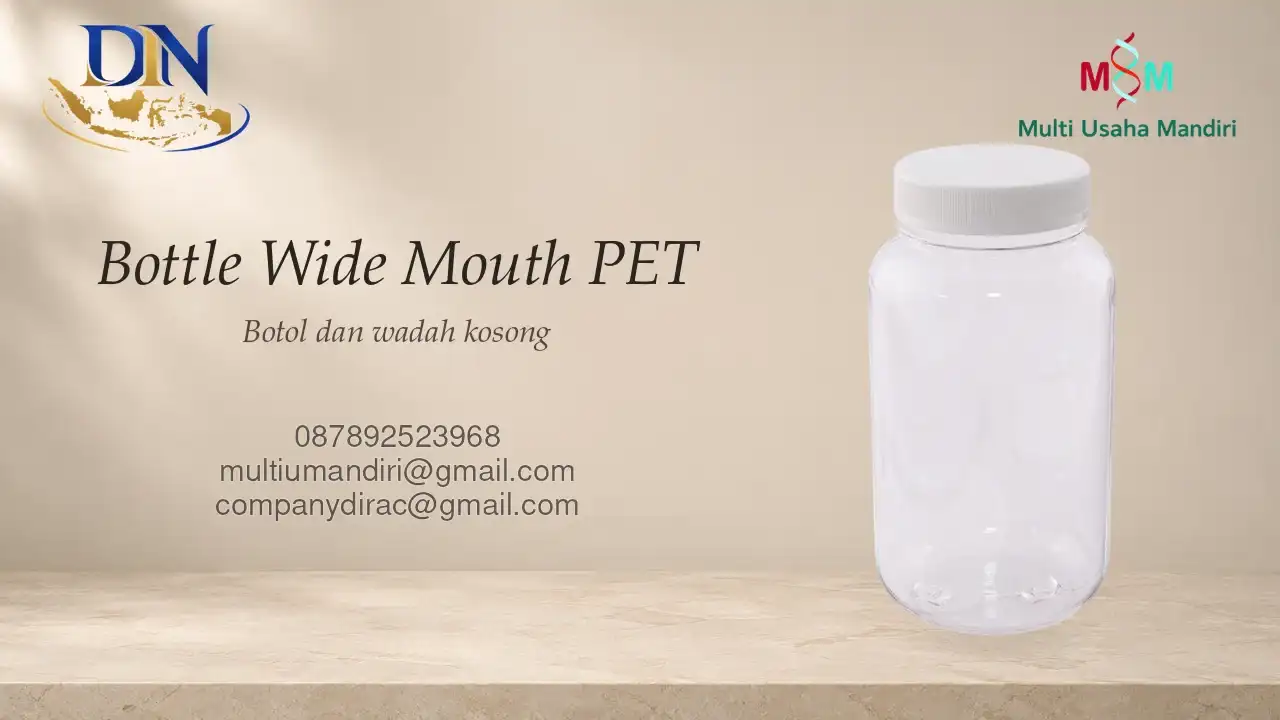 DIN
MSM
Multi Usaha Mandiri
Bottle Wide Mouth PET
Botol dan wadah kosong
087892523968
multiumandiri@gmail.com
companydirac@gmail.com